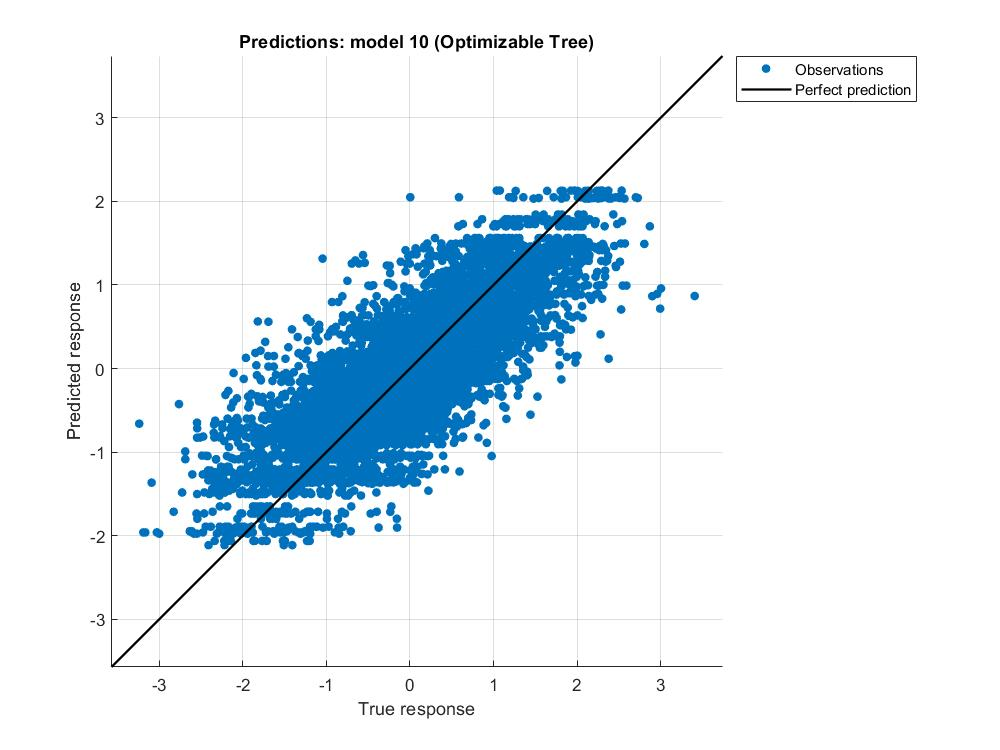 Predictions: model 10 (Optimizable Tree)
Observations
Perfect prediction
3
2
1
0
-1
-2
-3
Predicted response
-3
-2
-1
0
1
2
3
True response